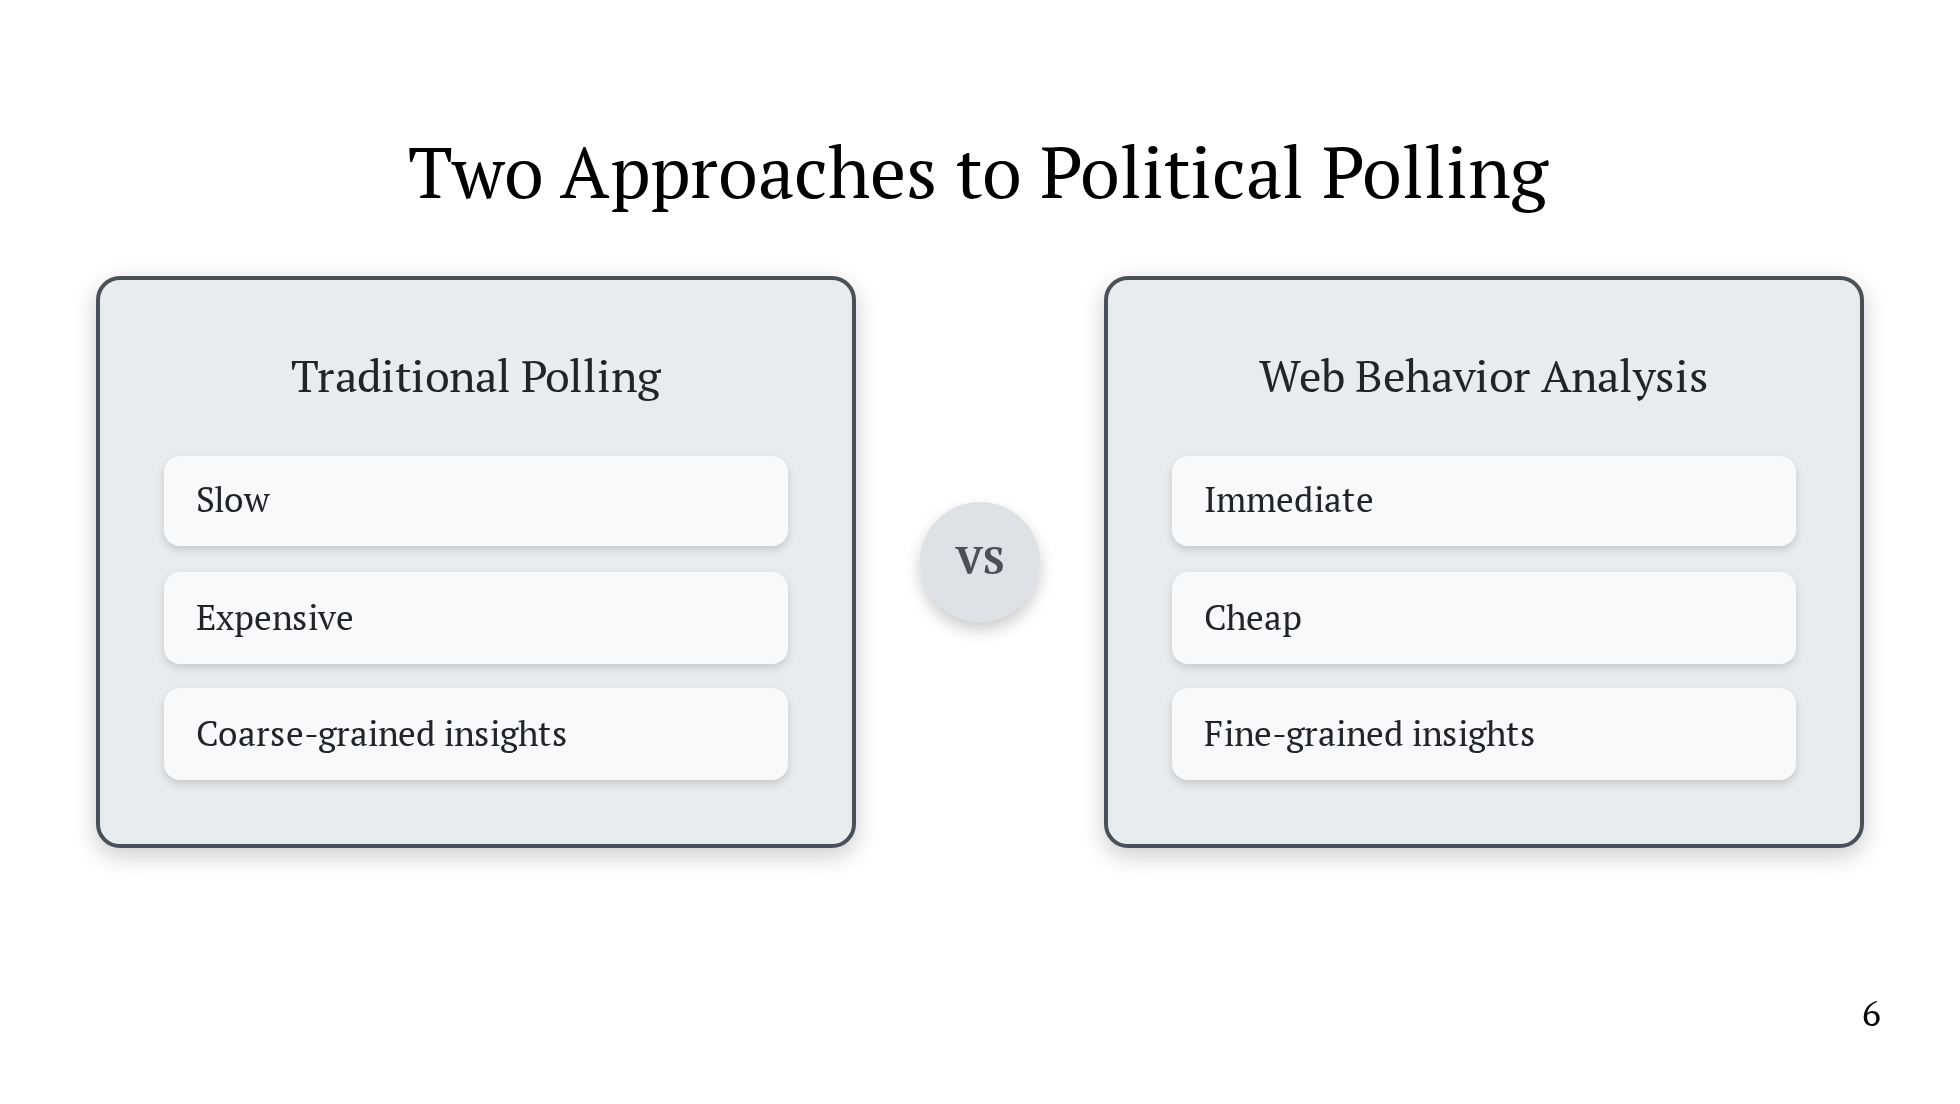 Two Approaches to Political Polling
Traditional Polling
Slow
Expensive
Coarse-grained insights
VS
Web Behavior Analysis
Immediate
Cheap
Fine-grained insights
6